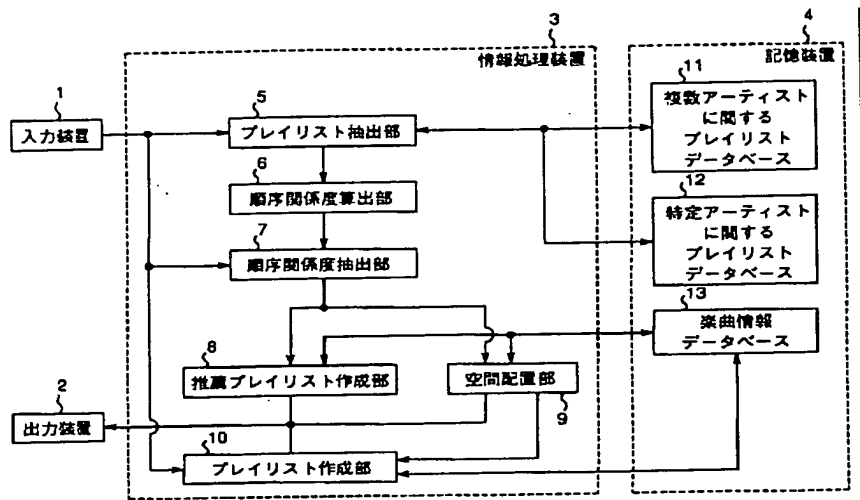 3
情報処理装置
4
記憶装置
1
入力装置
5
プレイリスト抽出部
6
順序関係度算出部
7
順序関係度抽出部
8
推薦プレイリスト作成部
空間配置部
9
2
出力装置
10
プレイリスト作成部
11
複数アーティスト
に関する
プレイリスト
データベース
12
特定アーティスト
に関する
プレイリスト
データベース
13
楽曲情報
データベース